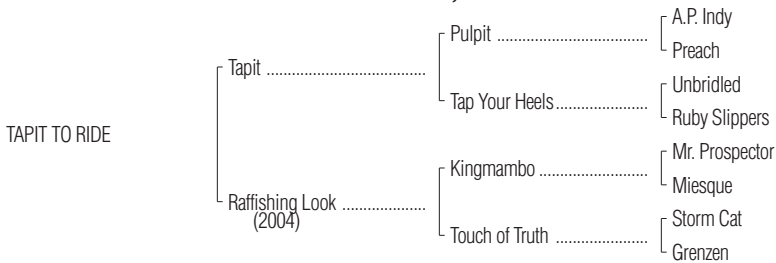 A.P. Indy
Pulpit ........................................
Preach
Tapit ..........................................
Unbridled
Tap Your Heels.........................
Ruby Slippers
TAPIT TO RIDE
Mr. Prospector
Kingmambo .............................
Miesque
Raffishing Look ......................
(2004)
Storm Cat
Touch of Truth .........................
Grenzen